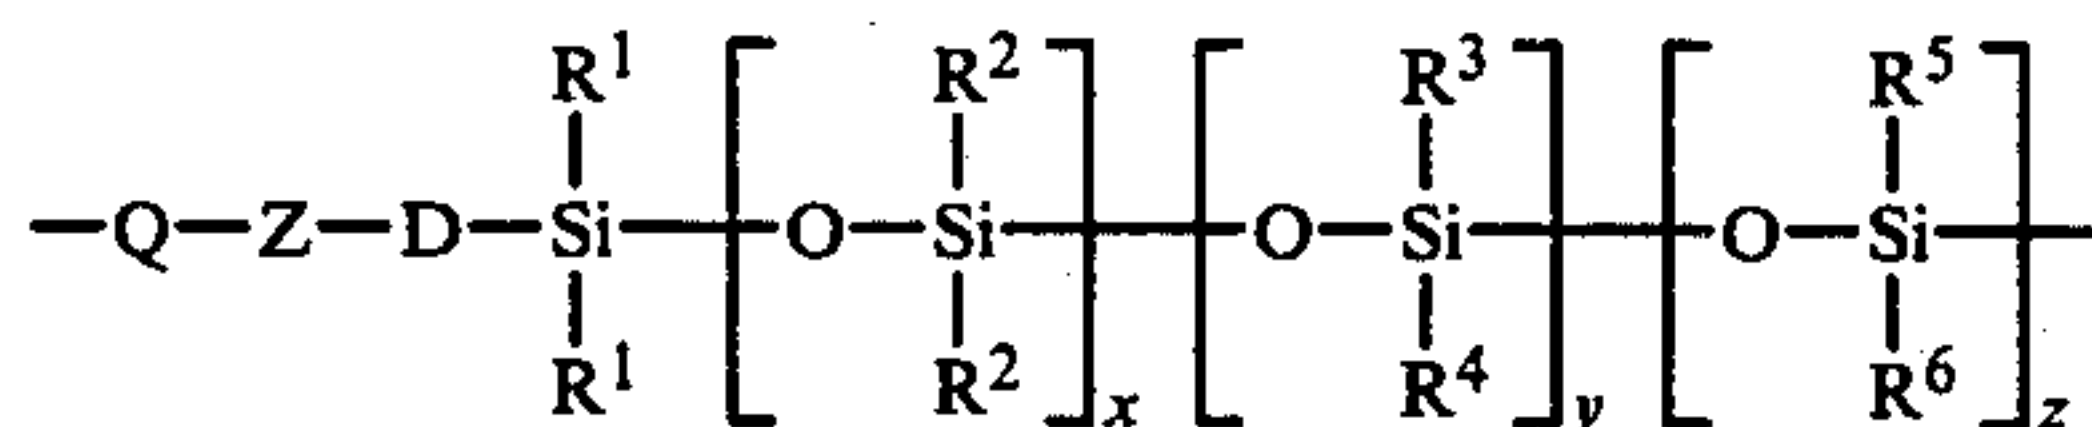 R¹ R² R³ R⁵
—Q—Z—D—Si—[O—Si—]x—[O—Si—]y—[O—Si—]z—
R¹ R² R⁴ R⁶